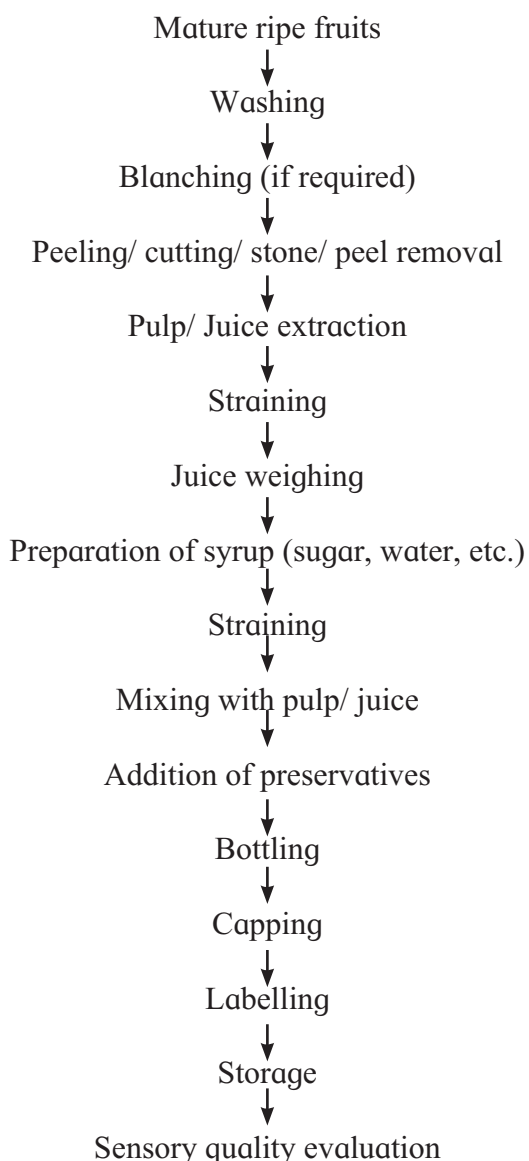 Mature ripe fruits
Washing
Blanching (if required)
Peeling/ cutting/ stone/ peel removal
Pulp/ Juice extraction
Straining
Juice weighing
Preparation of syrup (sugar, water, etc.)
Straining
Mixing with pulp/ juice
Addition of preservatives
Bottling
Capping
Labelling
Storage
Sensory quality evaluation